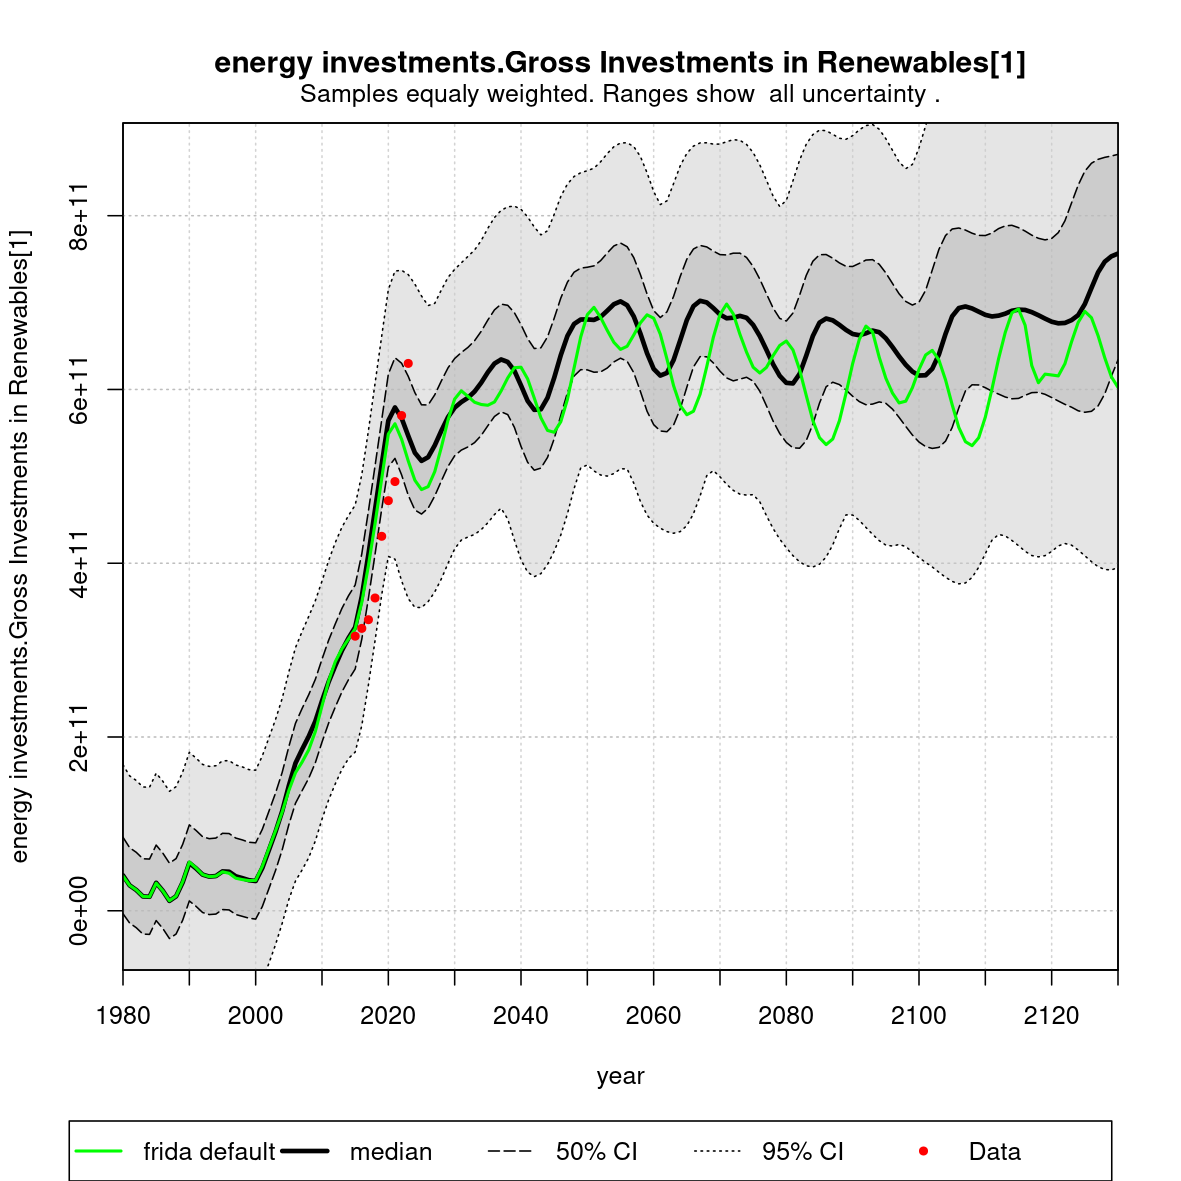 energy investments.Gross Investments in Renewables[1]
Samples equaly weighted. Ranges show  all uncertainty .
energy investments.Gross Investments in Renewables[1]
8e+11
6e+11
4e+11
2e+11
0e+00
1980 2000 2020 2040 2060 2080 2100 2120
year
frida default median 50% CI 95% CI Data